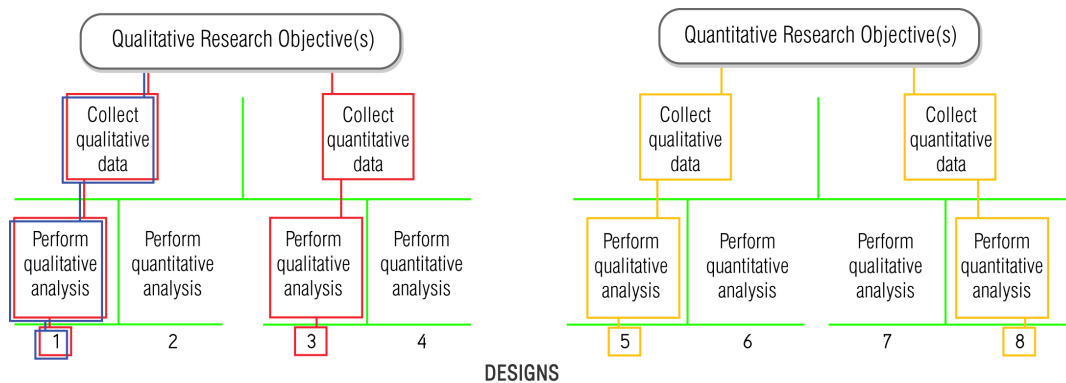 Qualitative Research Objective(s)
Quantitative Research Objective(s)
Collect
qualitative
data
Collect
quantitative
data
Collect
qualitative
data
Collect
quantitative
data
Perform
qualitative
analysis
Perform
quantitative
analysis
Perform
qualitative
analysis
Perform
quantitative
analysis
Perform
qualitative
analysis
Perform
quantitative
analysis
Perform
qualitative
analysis
Perform
quantitative
analysis
1
2
3
4
5
6
7
8
DESIGNS